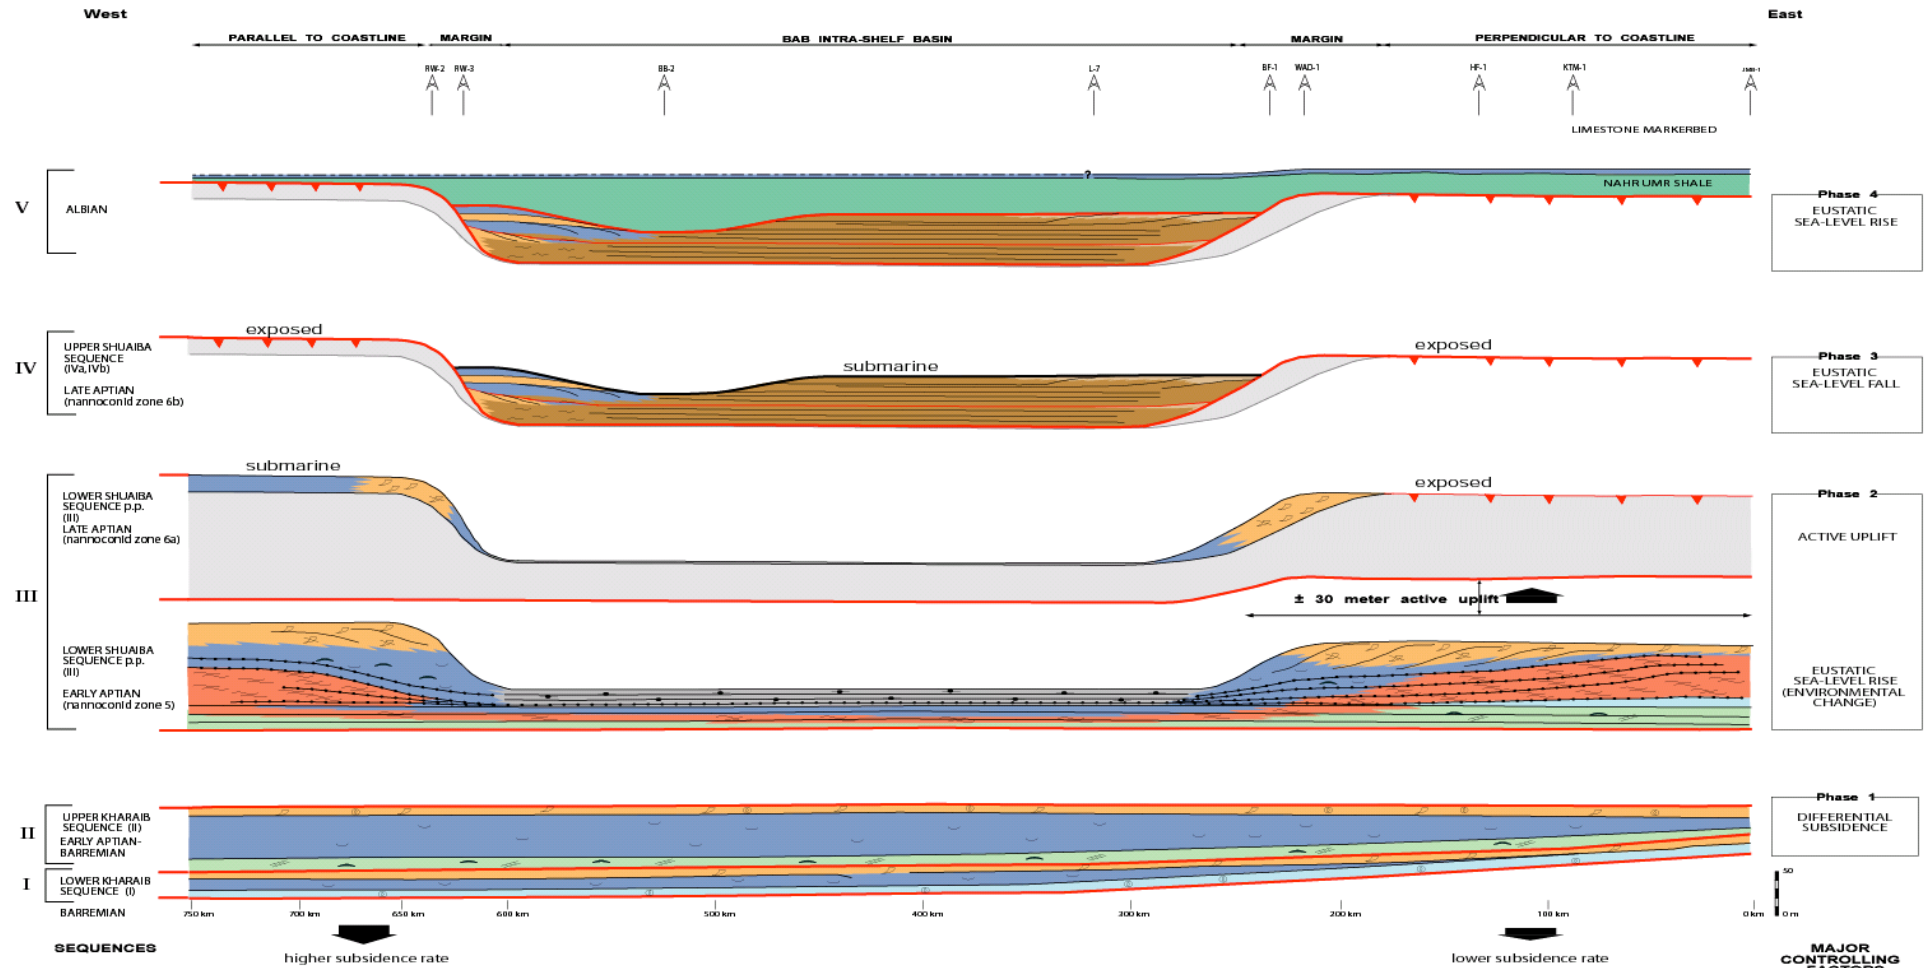 West
East
PARALLEL TO COASTLINE
MARGIN
BAB INTRA-SHELF BASIN
MARGIN
PERPENDICULAR TO COASTLINE
RW-2
RW-3
BB-2
L-7
BF-1
WAD-1
HF-1
KTM-1
LIMESTONE MARKERBED
V
ALBIAN
?
NAHR UMR SHALE
Phase 4
EUSTATIC
SEA-LEVEL RISE
IV
UPPER SHUAIBA
SEQUENCE
(IVa, IVb)
LATE APTIAN
(nannoconid zone 6b)
exposed
submarine
exposed
Phase 3
EUSTATIC
SEA-LEVEL FALL
III
LOWER SHUAIBA
SEQUENCE p.p.
(III)
LATE APTIAN
(nannoconid zone 6a)
submarine
exposed
Phase 2
ACTIVE UPLIFT
± 30 meter active uplift
LOWER SHUAIBA
SEQUENCE p.p.
(III)
EARLY APTIAN
(nannoconid zone 5)
EUSTATIC
SEA-LEVEL RISE
(ENVIRONMENTAL
CHANGE)
II
UPPER KHARAIB
SEQUENCE (II)
EARLY APTIAN-
BARREMIAN
Phase 1
DIFFERENTIAL
SUBSIDENCE
I
LOWER KHARAIB
SEQUENCE (I)
BARREMIAN
50
0 m
750 km
700 km
650 km
600 km
500 km
400 km
300 km
200 km
100 km
0 km
SEQUENCES
higher subsidence rate
lower subsidence rate
MAJOR
CONTROLLING
FACTORS